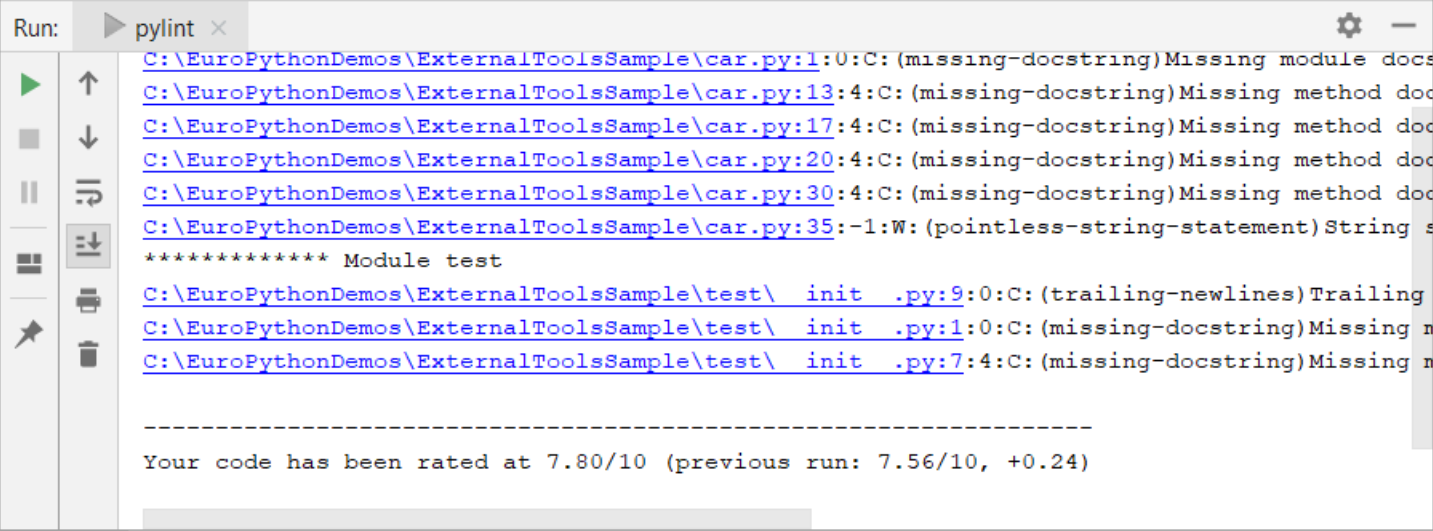 Run: pylint
C:\EuroPythonDemos\ExternalToolsSample\car.py:1:0:C:(missing-docstring)Missing module docs
C:\EuroPythonDemos\ExternalToolsSample\car.py:13:4:C:(missing-docstring)Missing method doc
C:\EuroPythonDemos\ExternalToolsSample\car.py:17:4:C:(missing-docstring)Missing method doc
C:\EuroPythonDemos\ExternalToolsSample\car.py:20:4:C:(missing-docstring)Missing method doc
C:\EuroPythonDemos\ExternalToolsSample\car.py:30:4:C:(missing-docstring)Missing method doc
C:\EuroPythonDemos\ExternalToolsSample\car.py:35:-1:W:(pointless-string-statement)String s
************* Module test
C:\EuroPythonDemos\ExternalToolsSample\test\__init__.py:9:0:C:(trailing-newlines)Trailing
C:\EuroPythonDemos\ExternalToolsSample\test\__init__.py:1:0:C:(missing-docstring)Missing m
C:\EuroPythonDemos\ExternalToolsSample\test\__init__.py:7:4:C:(missing-docstring)Missing m
------------------------------------------------------------------
Your code has been rated at 7.80/10 (previous run: 7.56/10, +0.24)